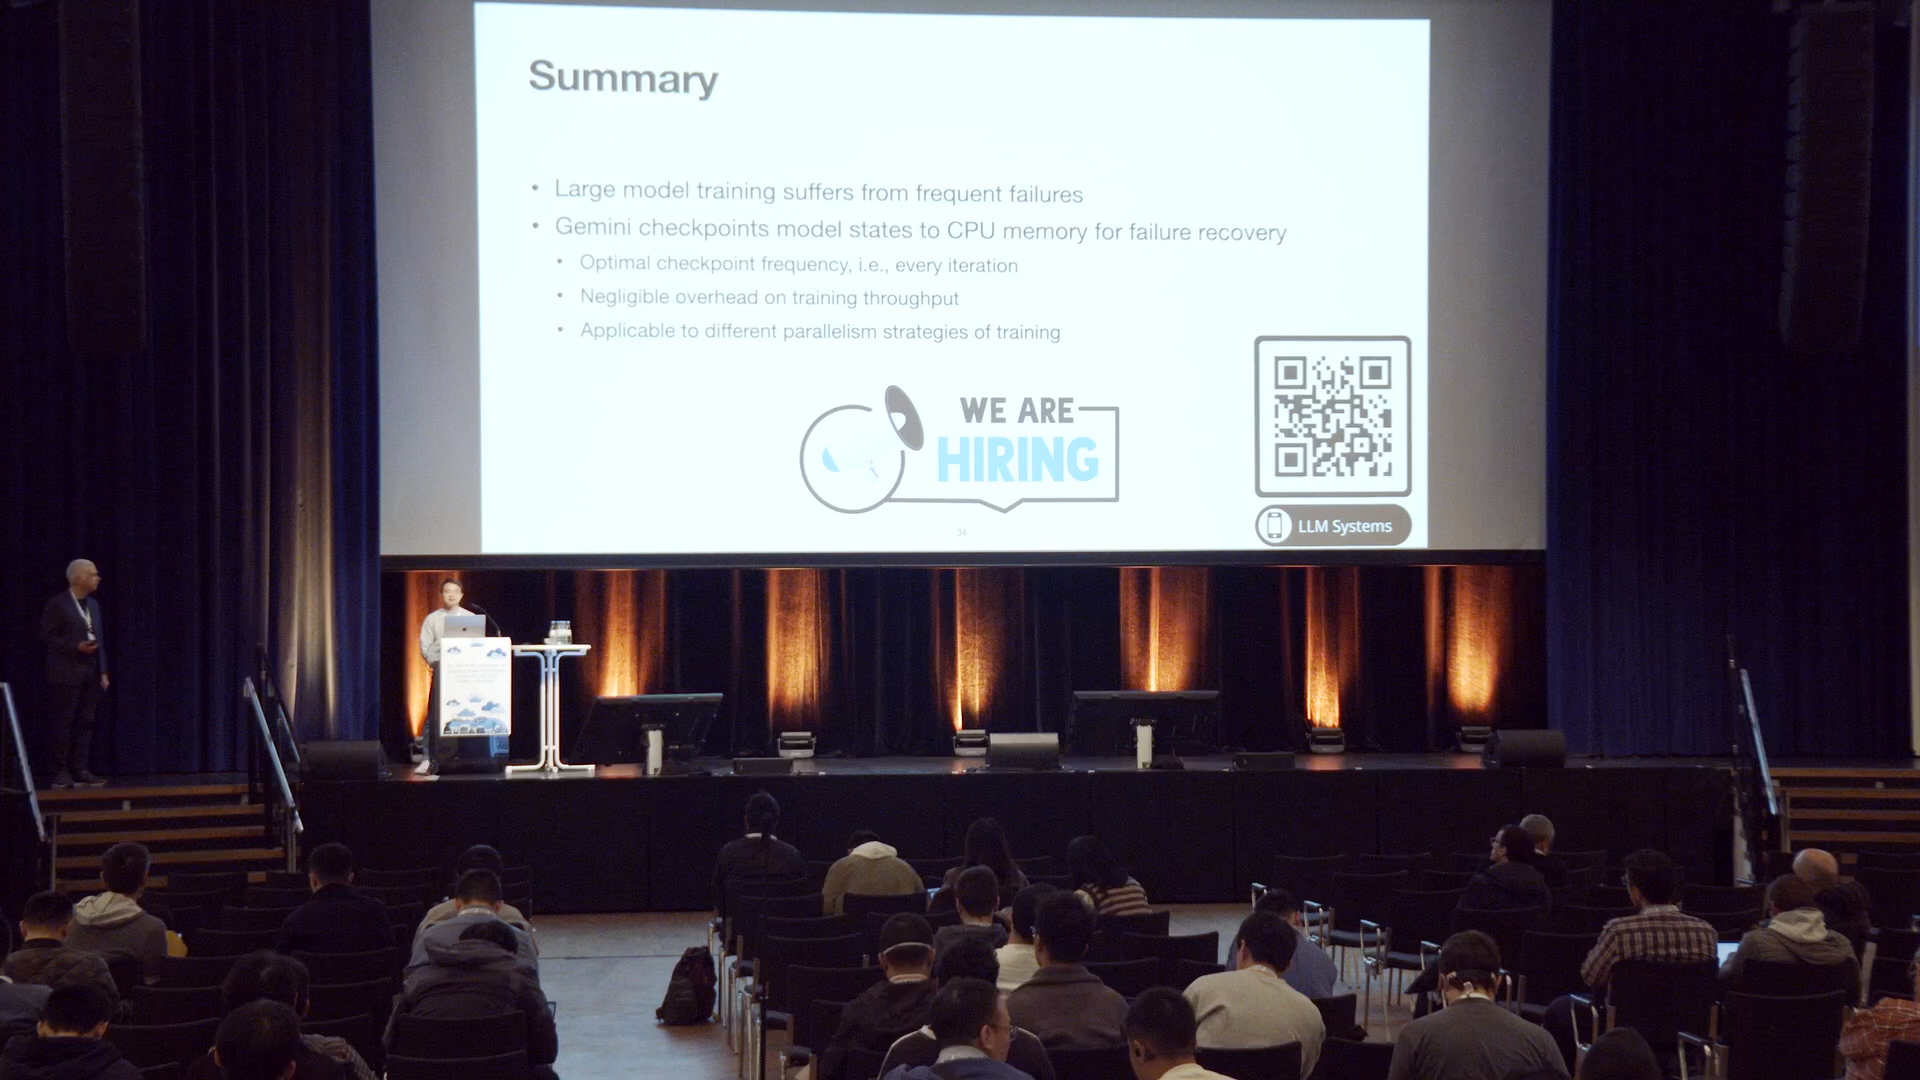 Summary
• Large model training suffers from frequent failures
• Gemini checkpoints model states to CPU memory for failure recovery
• Optimal checkpoint frequency, i.e., every iteration
• Negligible overhead on training throughput
• Applicable to different parallelism strategies of training
WE ARE
HIRING
34
LLM Systems